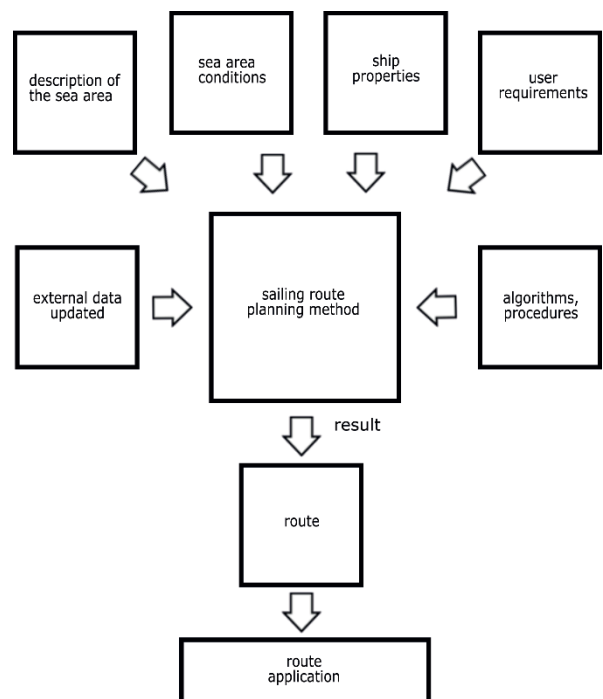 description of
the sea area
sea area
conditions
ship
properties
user
requirements
external data
updated
sailing route
planning method
algorithms,
procedures
result
route
route
application